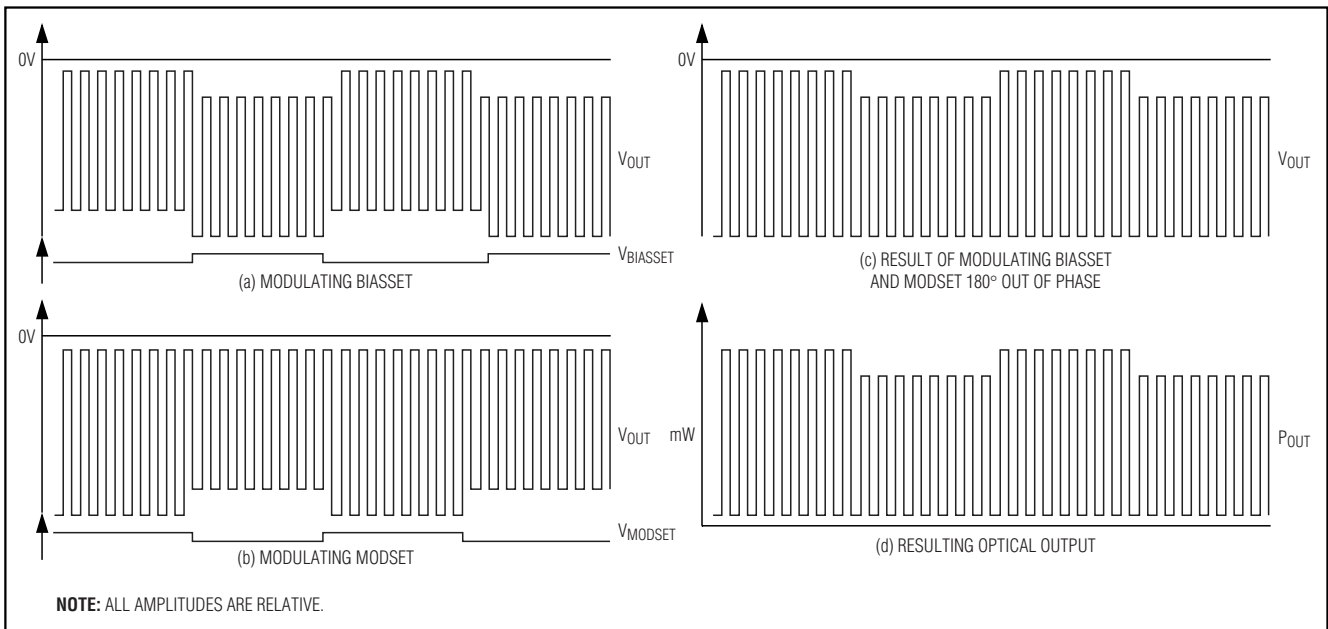 0V
VOUT
VBIASSET
(a) MODULATING BIASSET
0V
VOUT
VMODSET
(b) MODULATING MODSET
0V
VOUT
(c) RESULT OF MODULATING BIASSET
AND MODSET 180° OUT OF PHASE
mW
POUT
(d) RESULTING OPTICAL OUTPUT
NOTE: ALL AMPLITUDES ARE RELATIVE.